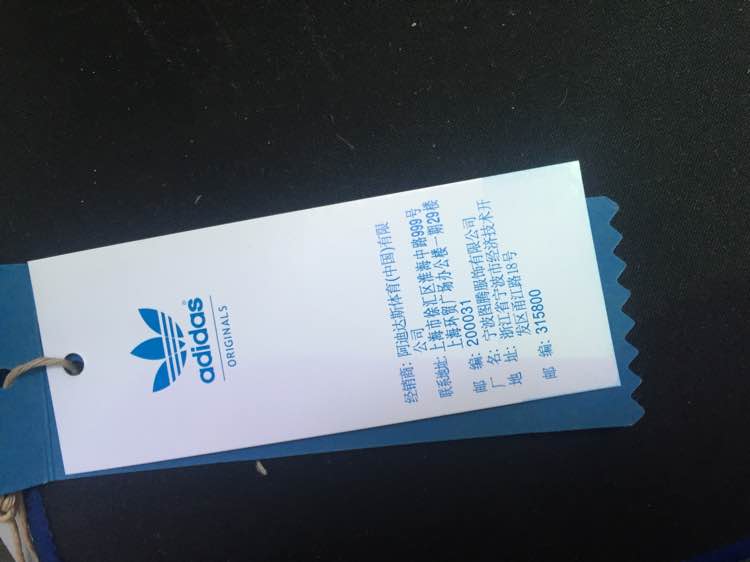 adidas
ORIGINALS
经销商: 阿迪达斯体育(中国)有限
公司
联系地址: 上海市徐汇区淮海中路999号
上海环贸广场办公楼一期29楼
邮 编: 200031
厂 名: 宁波图腾服饰有限公司
地 址: 浙江省宁波市经济技术开
发区甬江路18号
邮 编: 315800